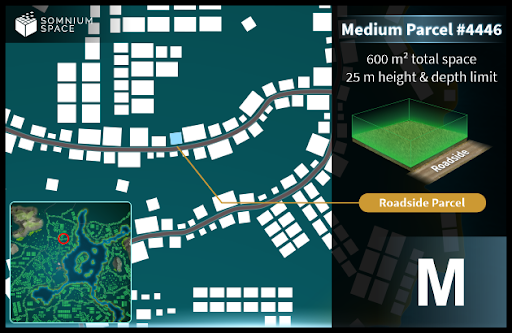 SOMNIUM
SPACE
Medium Parcel #4446
600 m² total space
25 m height & depth limit
Roadside
Roadside Parcel
M